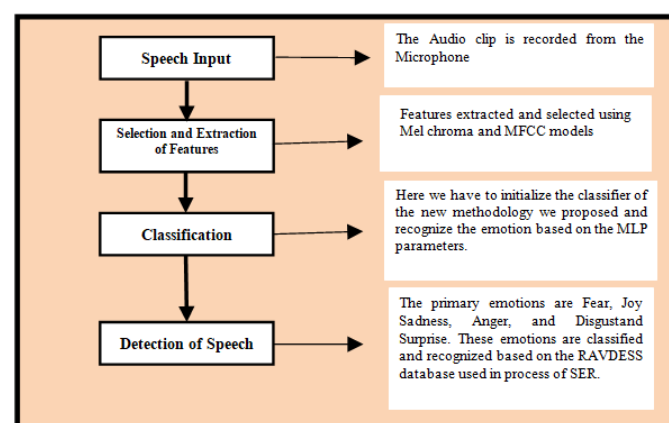 Speech Input
The Audio clip is recorded from the
Microphone
Selection and Extraction
of Features
Features extracted and selected using
Mel chroma and MFCC models
Classification
Here we have to initialize the classifier of
the new methodology we proposed and
recognize the emotion based on the MLP
parameters.
Detection of Speech
The primary emotions are Fear, Joy
Sadness, Anger, and Disgustand
Surprise. These emotions are classified
and recognized based on the RAVDESS
database used in process of SER.